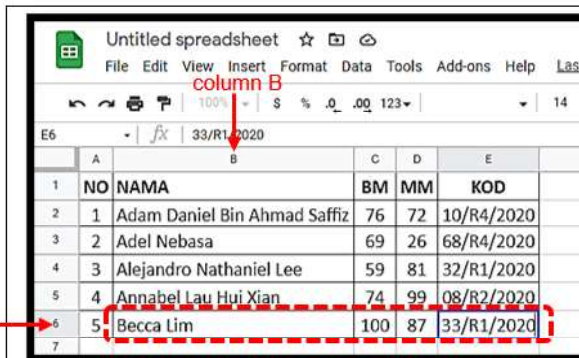 Untitled spreadsheet
File Edit View Insert Format Data Tools Add-ons Help Las
column B
100% $ % .0 .00 123 14
E6 fx 33/R1/2020
A B C D E
1 NO NAMA BM MM KOD
2 1 Adam Daniel Bin Ahmad Saffiz 76 72 10/R4/2020
3 2 Adel Nebasa 69 26 68/R4/2020
4 3 Alejandro Nathaniel Lee 59 81 32/R1/2020
5 4 Annabel Lau Hui Xian 74 99 08/R2/2020
6 5 Becca Lim 100 87 33/R1/2020
7